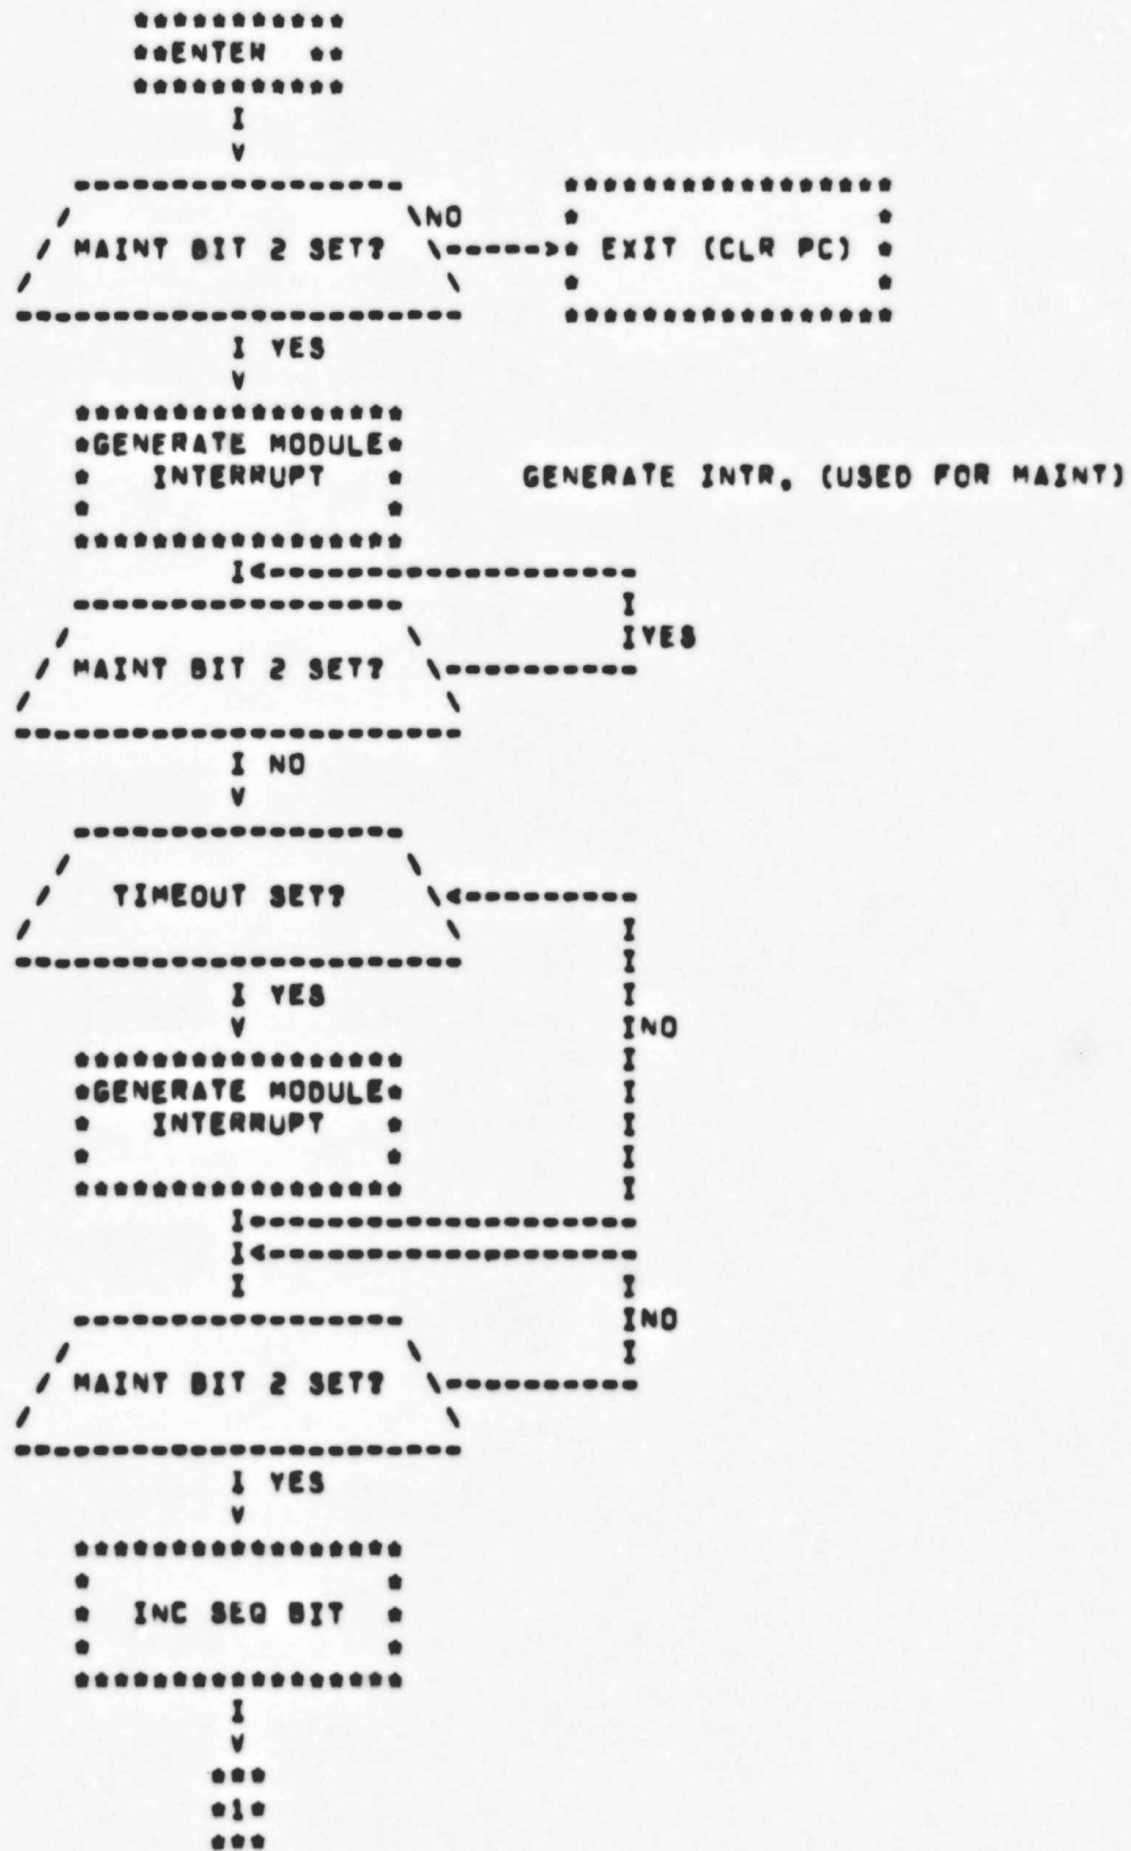 **ENTER **
MAINT BIT 2 SET?
NO
EXIT (CLR PC)
YES
GENERATE MODULE
INTERRUPT
GENERATE INTR. (USED FOR MAINT)
YES
MAINT BIT 2 SET?
NO
TIMEOUT SET?
YES
NO
GENERATE MODULE
INTERRUPT
NO
MAINT BIT 2 SET?
YES
INC SEQ BIT
*1*